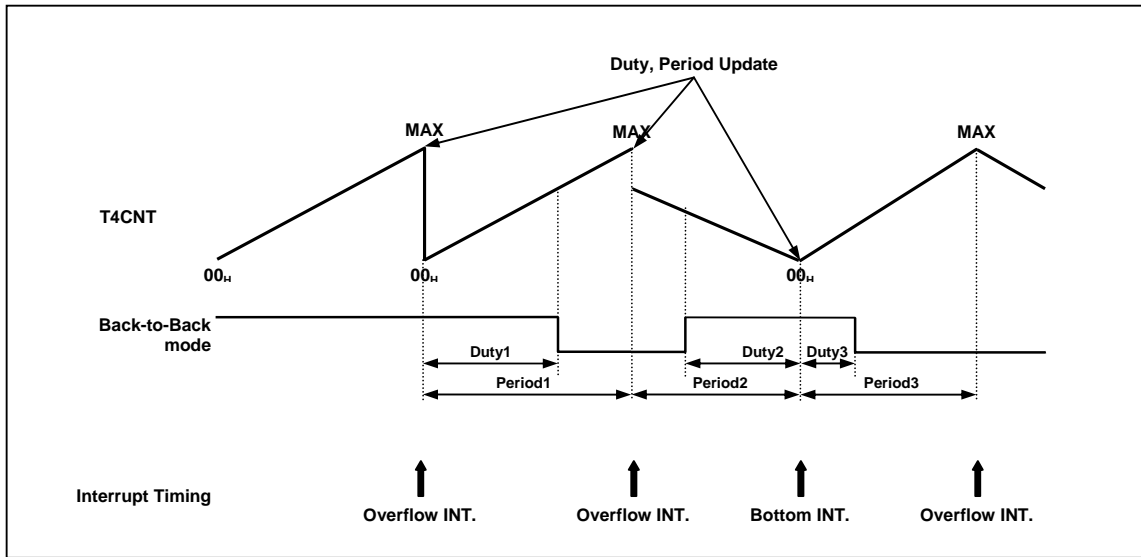 Duty, Period Update
MAX
MAX
MAX
T4CNT
00H
00H
00H
Back-to-Back
mode
Duty1
Duty2
Duty3
Period1
Period2
Period3
Interrupt Timing
Overflow INT.
Overflow INT.
Bottom INT.
Overflow INT.